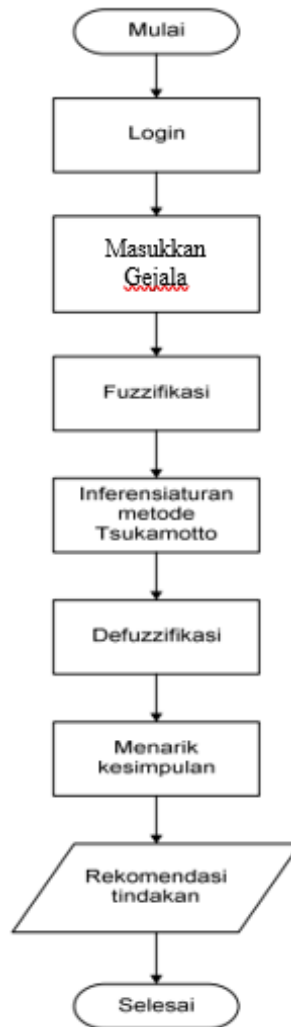 Mulai
Login
Masukkan
Gejala
Fuzzifikasi
Inferensiaturan
metode
Tsukamotto
Defuzzifikasi
Menarik
kesimpulan
Rekomendasi
tindakan
Selesai